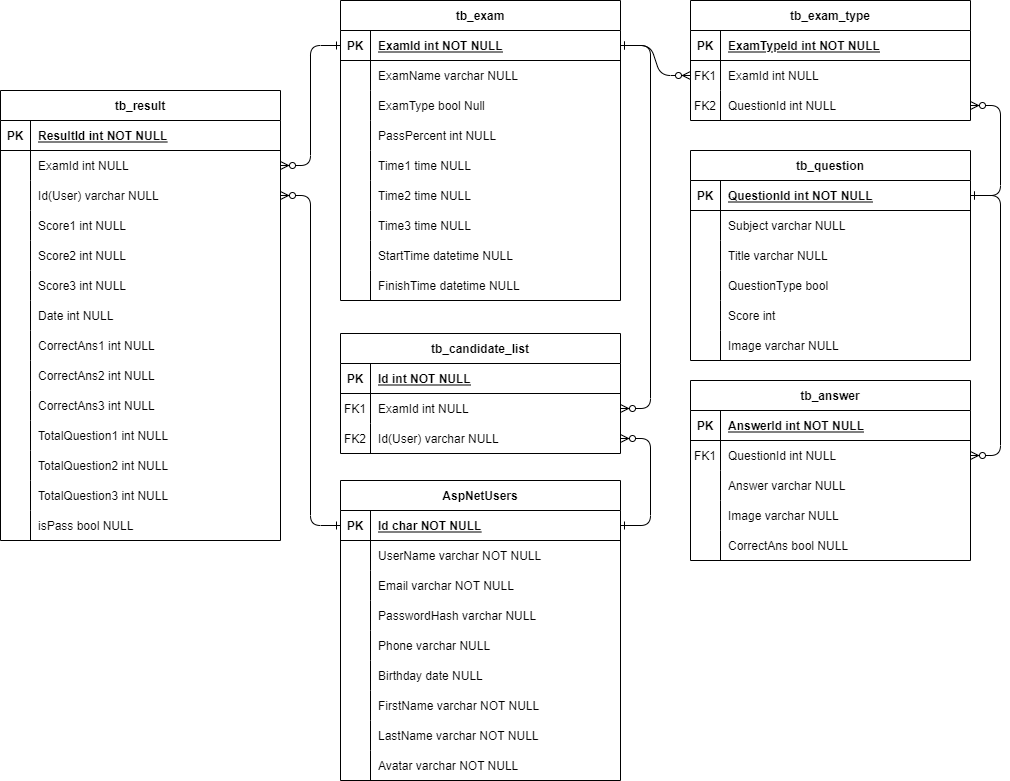 tb_result
PK ResultId int NOT NULL
ExamId int NULL
Id(User) varchar NULL
Score1 int NULL
Score2 int NULL
Score3 int NULL
Date int NULL
CorrectAns1 int NULL
CorrectAns2 int NULL
CorrectAns3 int NULL
TotalQuestion1 int NULL
TotalQuestion2 int NULL
TotalQuestion3 int NULL
isPass bool NULL
tb_exam
PK ExamId int NOT NULL
ExamName varchar NULL
ExamType bool Null
PassPercent int NULL
Time1 time NULL
Time2 time NULL
Time3 time NULL
StartTime datetime NULL
FinishTime datetime NULL
tb_candidate_list
PK Id int NOT NULL
FK1 ExamId int NULL
FK2 Id(User) varchar NULL
AspNetUsers
PK Id char NOT NULL
UserName varchar NOT NULL
Email varchar NOT NULL
PasswordHash varchar NULL
Phone varchar NULL
Birthday date NULL
FirstName varchar NOT NULL
LastName varchar NOT NULL
Avatar varchar NOT NULL
tb_exam_type
PK ExamTypeId int NOT NULL
FK1 ExamId int NULL
FK2 QuestionId int NULL
tb_question
PK QuestionId int NOT NULL
Subject varchar NULL
Title varchar NULL
QuestionType bool
Score int
Image varchar NULL
tb_answer
PK AnswerId int NOT NULL
FK1 QuestionId int NULL
Answer varchar NULL
Image varchar NULL
CorrectAns bool NULL